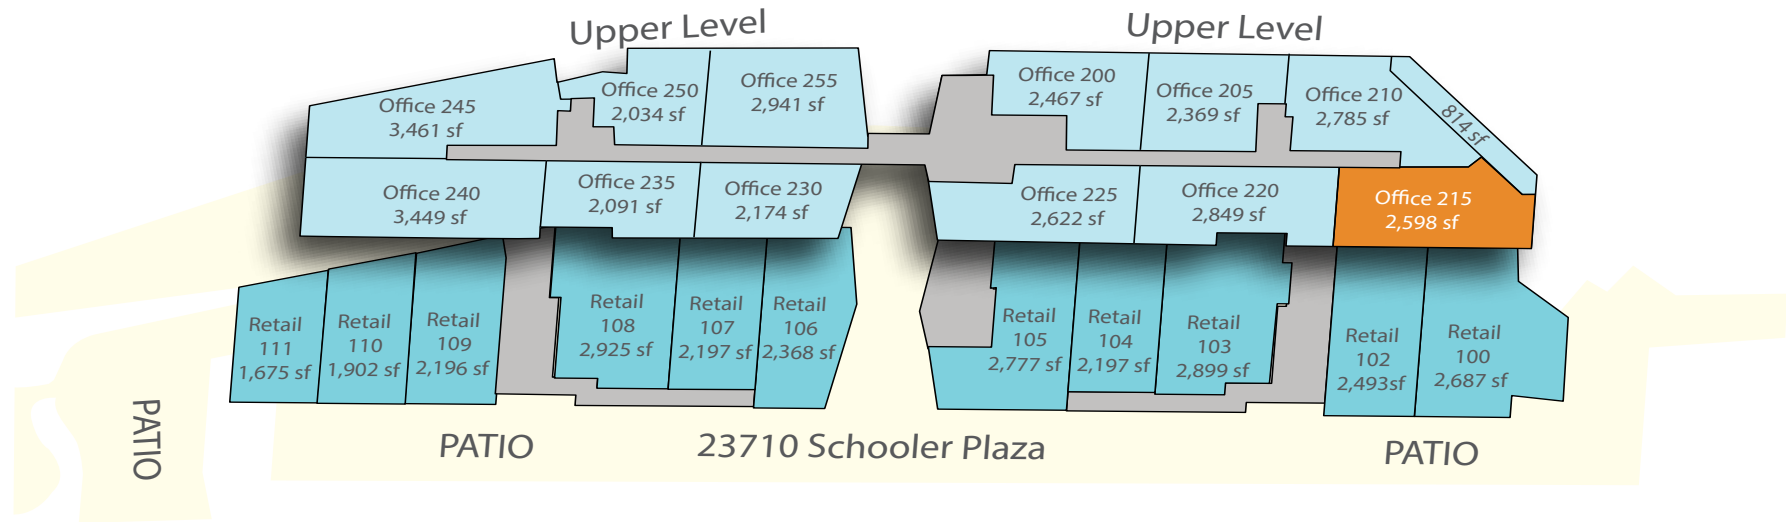 Upper Level
Upper Level
Office 245
3,461 sf
Office 250
2,034 sf
Office 255
2,941 sf
Office 200
2,467 sf
Office 205
2,369 sf
Office 210
2,785 sf
814 sf
Office 240
3,449 sf
Office 235
2,091 sf
Office 230
2,174 sf
Office 225
2,622 sf
Office 220
2,849 sf
Office 215
2,598 sf
Retail
111
1,675 sf
Retail
110
1,902 sf
Retail
109
2,196 sf
Retail
108
2,925 sf
Retail
107
2,197 sf
Retail
106
2,368 sf
Retail
105
2,777 sf
Retail
104
2,197 sf
Retail
103
2,899 sf
Retail
102
2,493sf
Retail
100
2,687 sf
PATIO
PATIO
23710 Schooler Plaza
PATIO